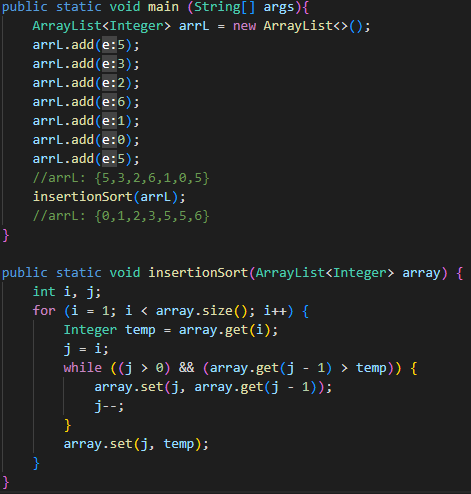 public static void main (String[] args){
    ArrayList<Integer> arrL = new ArrayList<>();
    arrL.add(e:5);
    arrL.add(e:3);
    arrL.add(e:2);
    arrL.add(e:6);
    arrL.add(e:1);
    arrL.add(e:0);
    arrL.add(e:5);
    //arrL: {5,3,2,6,1,0,5}
    insertionSort(arrL);
    //arrL: {0,1,2,3,5,5,6}
}
public static void insertionSort(ArrayList<Integer> array) {
    int i, j;
    for (i = 1; i < array.size(); i++) {
        Integer temp = array.get(i);
        j = i;
        while ((j > 0) && (array.get(j - 1) > temp)) {
            array.set(j, array.get(j - 1));
            j--;
        }
        array.set(j, temp);
    }
}